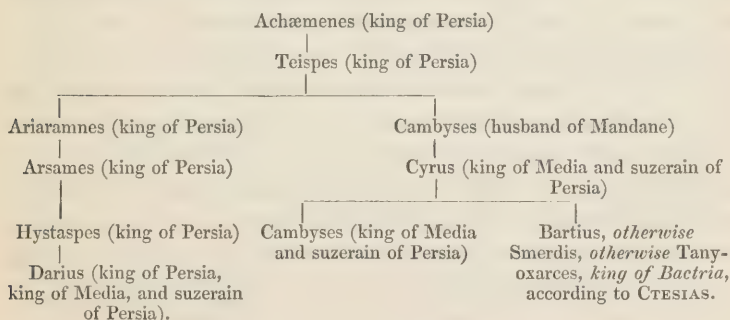 Achæmenes (king of Persia)
Teispes (king of Persia)
Ariaramnes (king of Persia)
Cambyses (husband of Mandane)
Arsames (king of Persia)
Cyrus (king of Media and suzerain of
Persia)
Hystaspes (king of Persia)
Cambyses (king of Media
and suzerain of Persia)
Bartius, otherwise
Smerdis, otherwise Tany-
oxarces, king of Bactria,
according to CTESIAS.
Darius (king of Persia,
king of Media, and suzerain
of Persia).